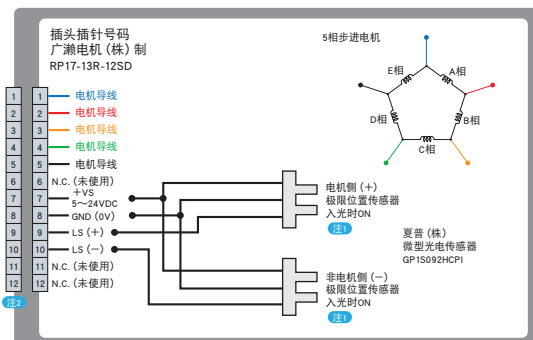 插头插针号码
广濑电机（株）制
RP17-13R-12SD
5相步进电机
E相
A相
D相
B相
C相
1 1 电机导线
2 2 电机导线
3 3 电机导线
4 4 电机导线
5 5 电机导线
6 6 N.C.（未使用）
7 7 ＋VS
5～24VDC
8 8 GND（0V）
9 9 LS（＋）
10 10 LS（－）
11 11 N.C.（未使用）
12 12 N.C.（未使用）
注2
电机侧（＋）
极限位置传感器
入光时ON
注1
非电机侧（－）
极限位置传感器
入光时ON
注1
夏普（株）
微型光电传感器
GP1S092HCPI